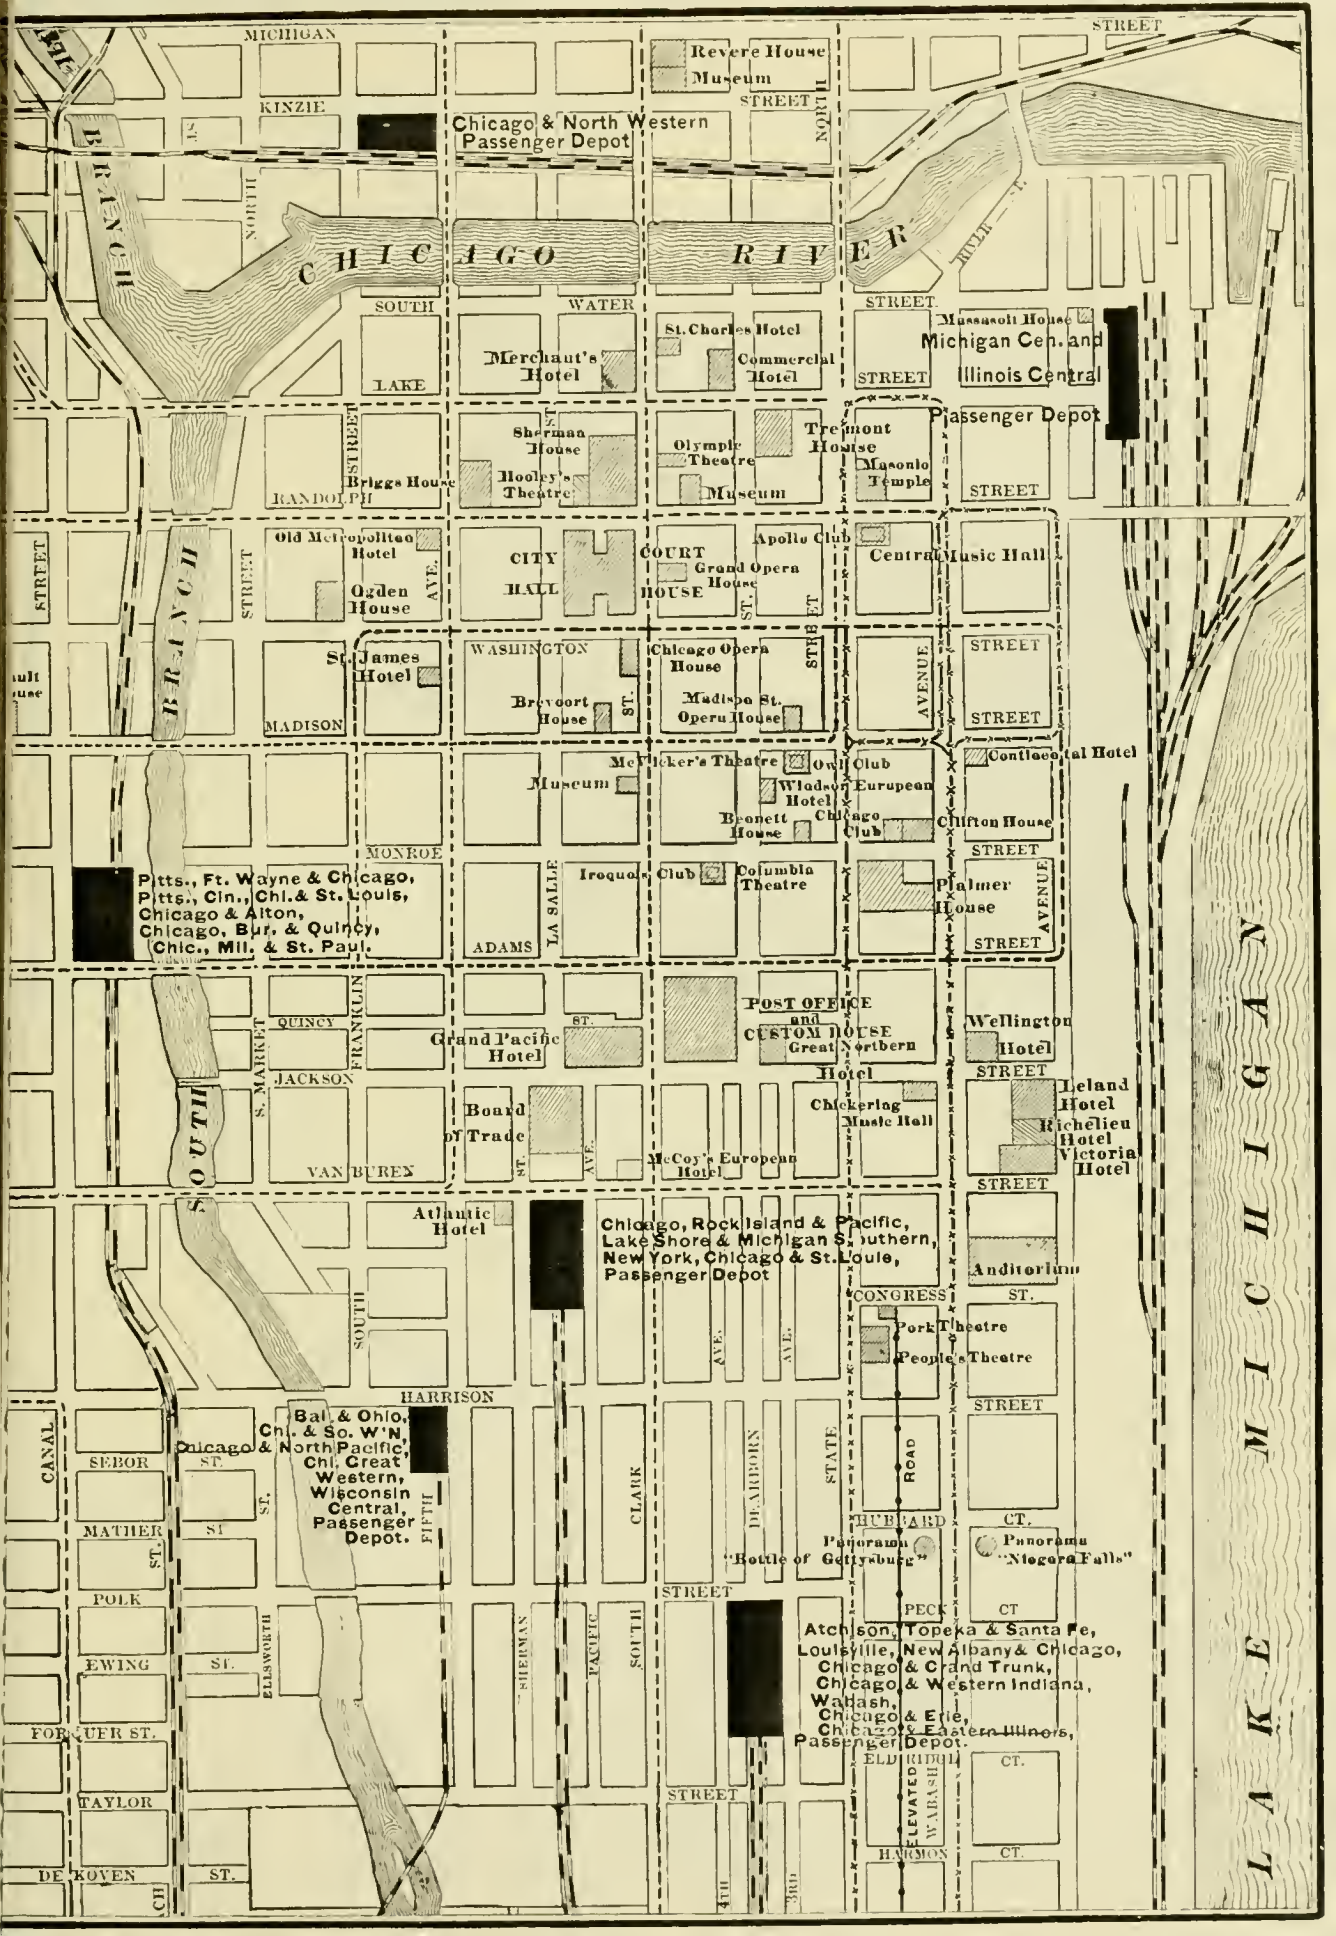 MICHIGAN
STREET
Revere House
Museum
KINZIE
STREET
NORTH
ST
Chicago & North Western
Passenger Depot
BRANCH
NORTH
CHICAGO RIVER
RIVER
ST.
SOUTH
WATER
STREET.
St. Charles Hotel
Massasoit House
Michigan Cen. and
Illinois Central
Passenger Depot
Merchant's
Hotel
Commercial
Hotel
LAKE
STREET
STREET
ST
Sherman
House
Tremont
House
Olympic
Theatre
Masonic
Temple
Briggs House
Hooley's
Theatre
Museum
RANDOLPH
STREET
Old Metropolitan
Hotel
Apollo Club
Central Music Hall
CITY
HALL
COURT
HOUSE
Grand Opera
House
Ogden
House
STREET
BRANCH
STREET
AVE.
ST.
STREET
WASHINGTON
STREET
St. James
Hotel
Chicago Opera
House
ault
ouse
Brevoort
House
ST.
Madison St.
Opera House
AVENUE
MADISON
STREET
McVicker's Theatre
Owl Club
Continental Hotel
Museum
Windsor European
Hotel
Bennett
House
Chicago
Club
Clifton House
MONROE
STREET
Pitts., Ft. Wayne & Chicago,
Pitts., Cin., Chi. & St. Louis,
Chicago & Alton,
Chicago, Bur. & Quincy,
Chic., Mil. & St. Paul.
Iroquois Club
Columbia
Theatre
Palmer
House
LA SALLE
AVENUE
ADAMS
STREET
QUINCY
ST.
FRANKLIN
S. MARKET
POST OFFICE
and
CUSTOM HOUSE
Great Northern
Hotel
Wellington
Hotel
Grand Pacific
Hotel
JACKSON
STREET
SOUTH
Board
of Trade
Chickering
Music Hall
Leland
Hotel
Richelieu
Hotel
Victoria
Hotel
ST.
AVE.
McCoy's European
Hotel
VAN BUREN
STREET
Atlantic
Hotel
Chicago, Rock Island & Pacific,
Lake Shore & Michigan Southern,
New York, Chicago & St. Louis,
Passenger Depot
Auditorium
CONGRESS
ST.
SOUTH
AVE.
AVE.
Park Theatre
People's Theatre
HARRISON
STREET
Bal. & Ohio,
Chi. & So. W'N,
Chicago & North Pacific,
Chi. Great
Western,
Wisconsin
Central,
Passenger
Depot.
CANAL
SEBOR
ST.
ST.
FIFTH
CLARK
DEARBORN
STATE
ROAD
MATHER
ST
ST.
HUBBARD
CT.
Panorama
"Battle of Gettysburg"
Panorama
"Niagara Falls"
POLK
STREET
PECK
CT
EWING
ST.
ELLSWORTH
SHERMAN
PACIFIC
SOUTH
Atchison, Topeka & Santa Fe,
Louisville, New Albany & Chicago,
Chicago & Grand Trunk,
Chicago & Western Indiana,
Wabash,
Chicago & Erie,
Chicago & Eastern Illinois,
Passenger Depot.
FORQUER ST.
ELDRIDGE
CT.
TAYLOR
STREET
ELEVATED
WABASH
HARMON
CT.
DE KOVEN
ST.
CH
4TH
3RD
LAKE MICHIGAN